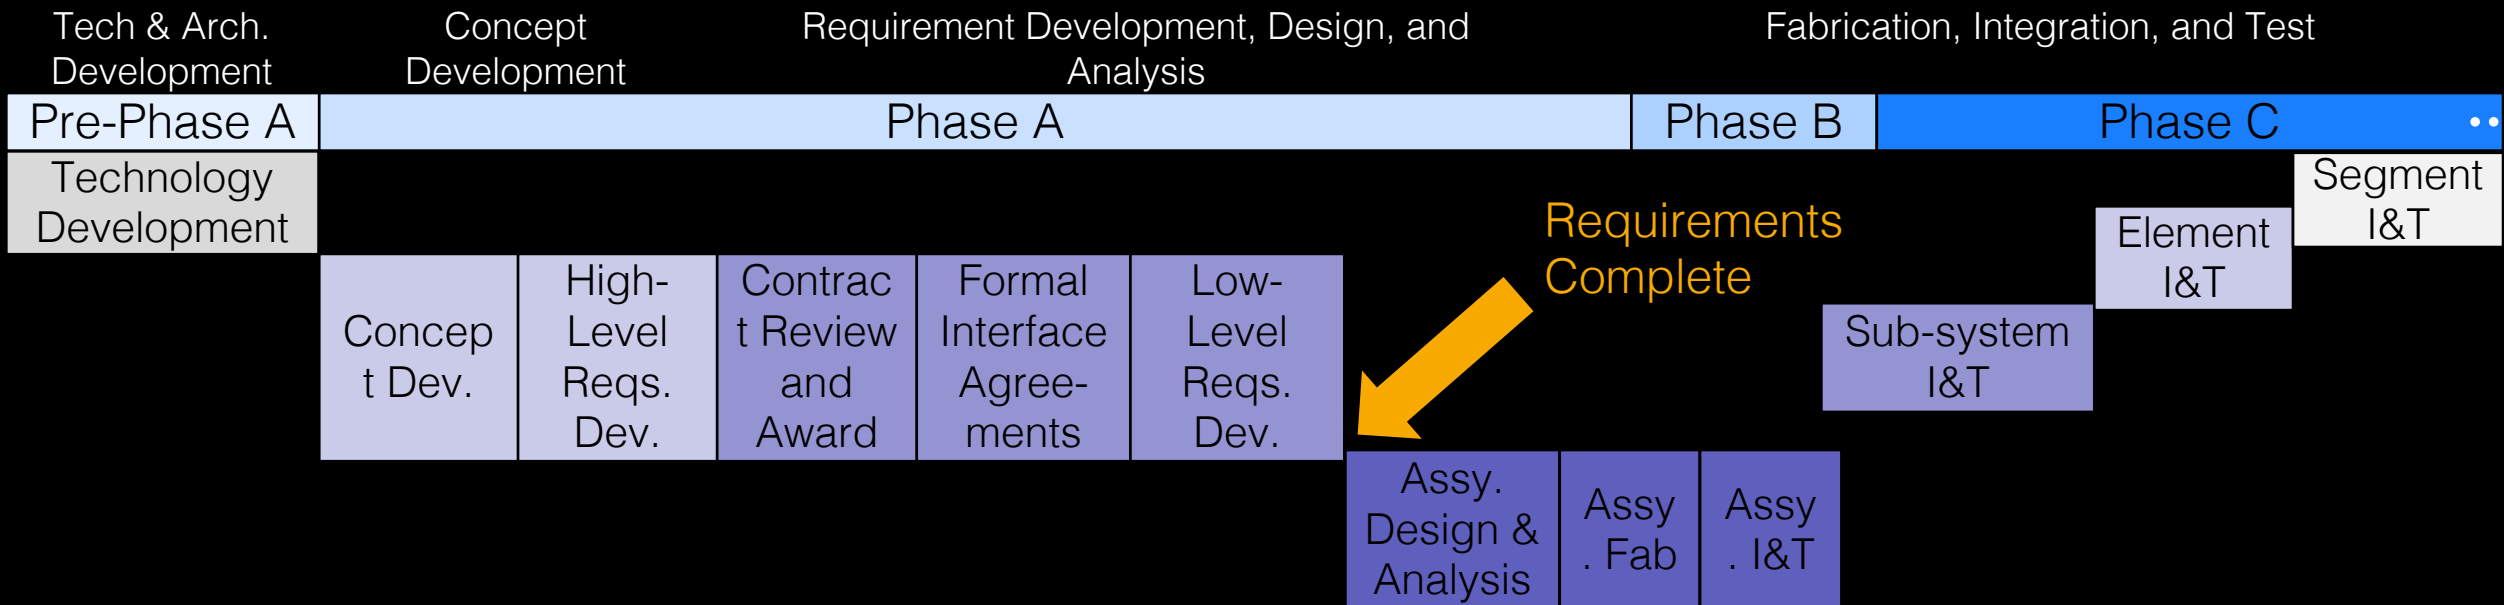 Tech & Arch.
Development
Concept
Development
Requirement Development, Design, and
Analysis
Fabrication, Integration, and Test
Pre-Phase A
Phase A
Phase B
Phase C
••
Technology
Development
Concep
t Dev.
High-
Level
Reqs.
Dev.
Contrac
t Review
and
Award
Formal
Interface
Agree-
ments
Low-
Level
Reqs.
Dev.
Requirements
Complete
Assy.
Design &
Analysis
Assy
. Fab
Assy
. I&T
Sub-system
I&T
Element
I&T
Segment
I&T